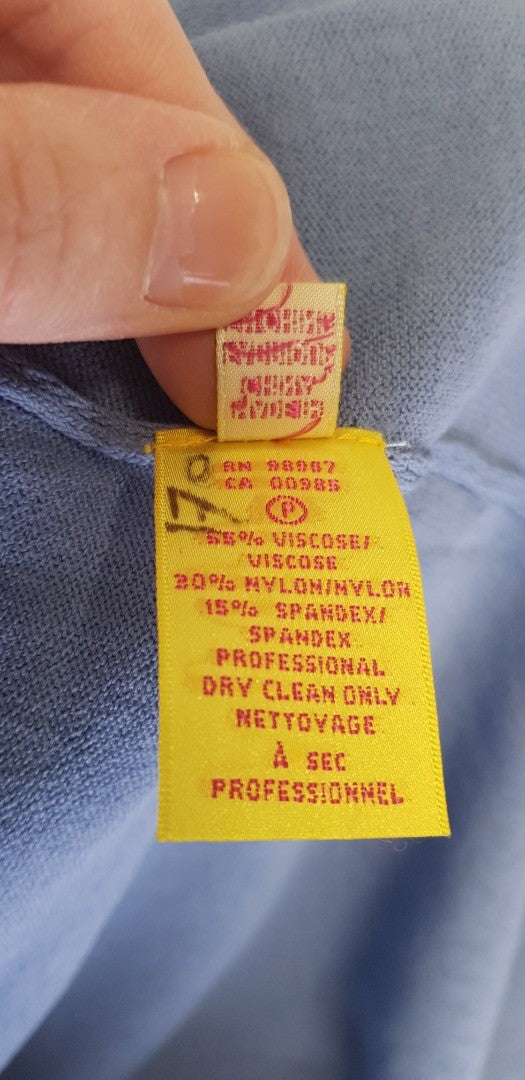 RN 98987
CA 00985
P
170
55% VISCOSE/
VISCOSE
30% NYLON/NYLON
15% SPANDEX/
SPANDEX
PROFESSIONAL
DRY CLEAN ONLY
NETTOYAGE
À SEC
PROFESSIONNEL